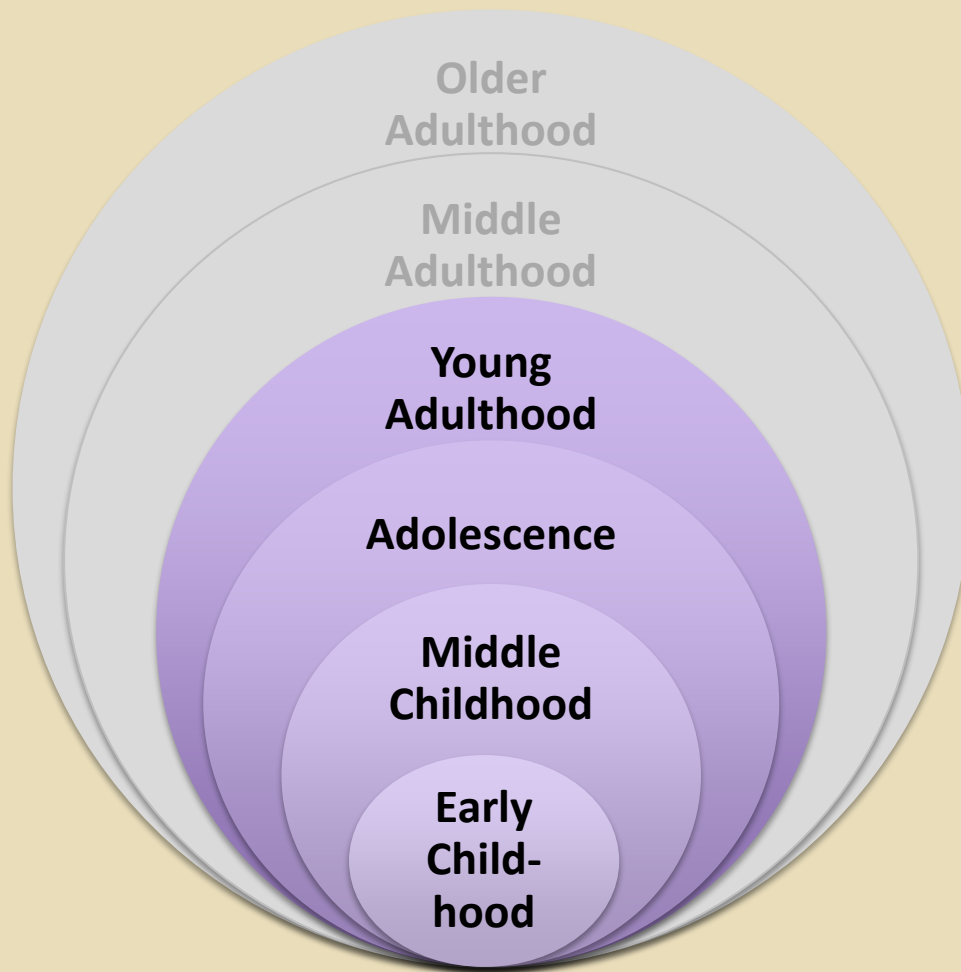 Older
Adulthood
Middle
Adulthood
Young
Adulthood
Adolescence
Middle
Childhood
Early
Child-
hood